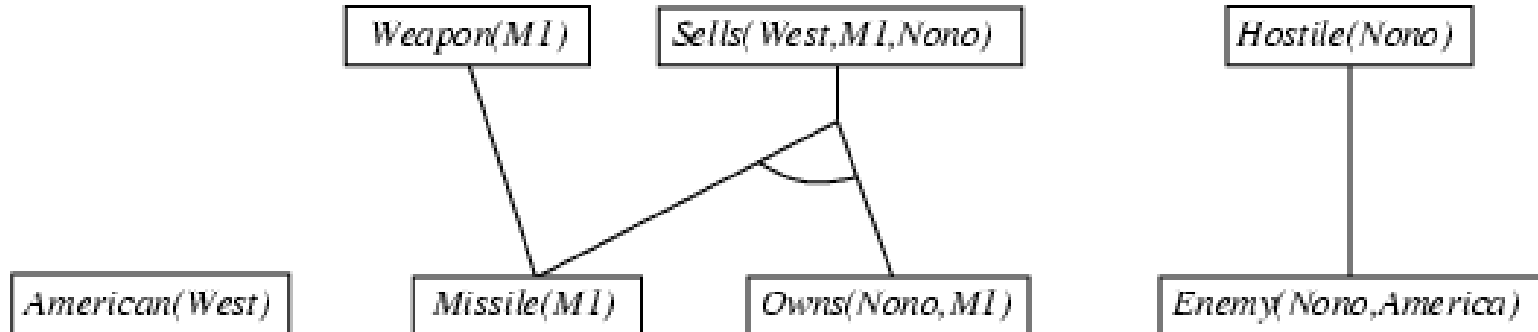 Weapon(M1)
Sells(West,M1,Nono)
Hostile(Nono)
American(West)
Missile(M1)
Owns(Nono,M1)
Enemy(Nono,America)